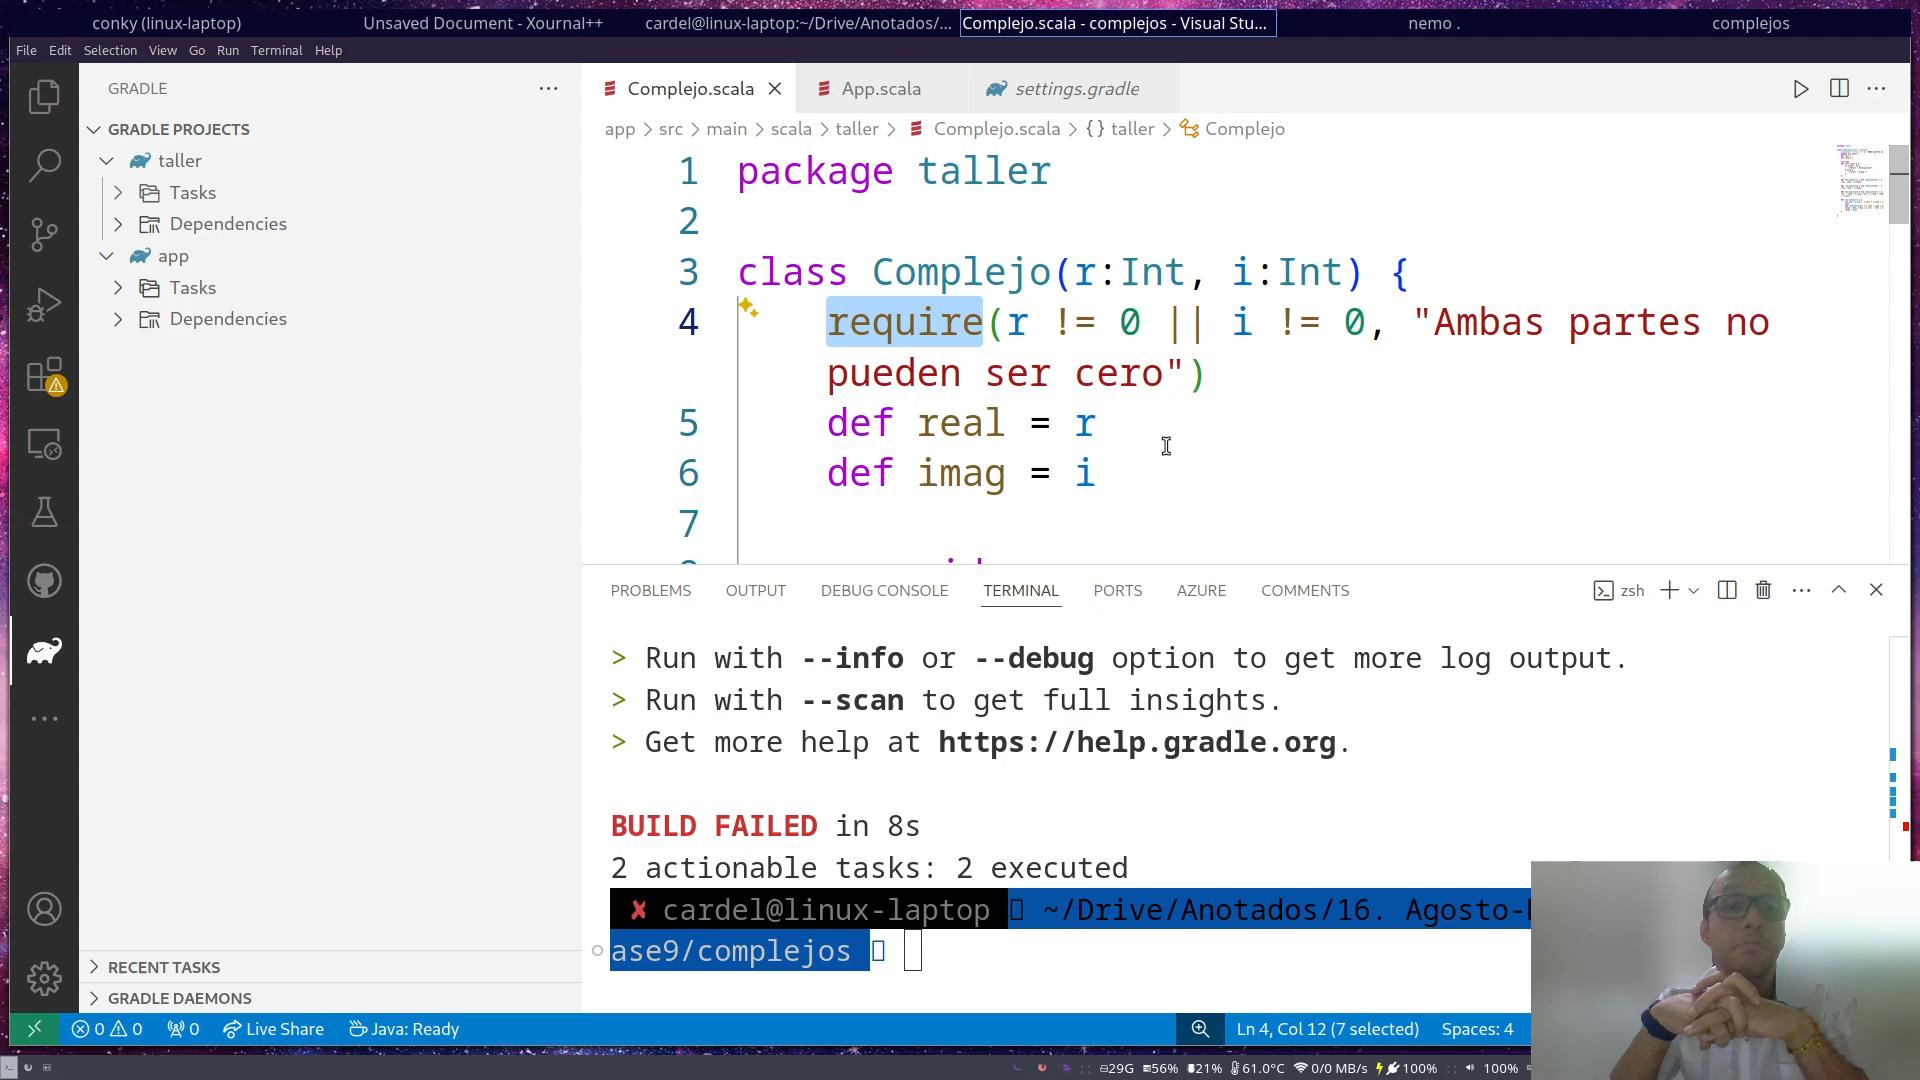 conky (linux-laptop) Unsaved Document - Xournal++ cardel@linux-laptop:~/Drive/Anotados/... Complejo.scala - complejos - Visual Stu... nemo . complejos
File Edit Selection View Go Run Terminal Help
GRADLE
GRADLE PROJECTS
taller
Tasks
Dependencies
app
Tasks
Dependencies
RECENT TASKS
GRADLE DAEMONS
Complejo.scala App.scala settings.gradle
app > src > main > scala > taller > Complejo.scala > {} taller > Complejo
1 package taller
2
3 class Complejo(r:Int, i:Int) {
4 require(r != 0 || i != 0, "Ambas partes no
pueden ser cero")
5 def real = r
6 def imag = i
7
PROBLEMS OUTPUT DEBUG CONSOLE TERMINAL PORTS AZURE COMMENTS zsh
> Run with --info or --debug option to get more log output.
> Run with --scan to get full insights.
> Get more help at https://help.gradle.org.
BUILD FAILED in 8s
2 actionable tasks: 2 executed
✘ cardel@linux-laptop ~/Drive/Anotados/16. Agosto-
ase9/complejos
0 0 0 Live Share Java: Ready Ln 4, Col 12 (7 selected) Spaces: 4
29G 56% 21% 61.0°C 0/0 MB/s 100% 100%